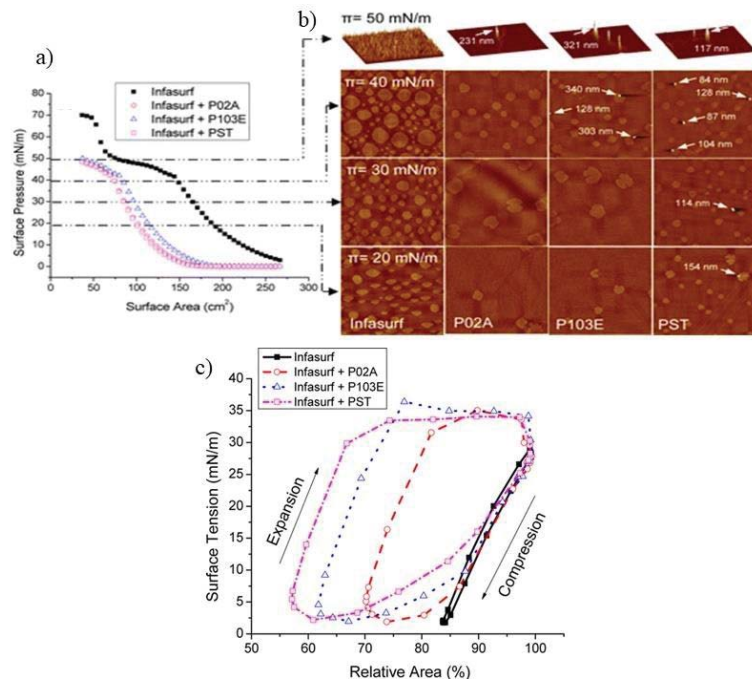 a)
Infasurf
Infasurf + P02A
Infasurf + P103E
Infasurf + PST
80
70
60
50
40
30
20
10
0
Surface Pressure (mN/m)
0 50 100 150 200 250 300
Surface Area (cm²)
b)
π= 50 mN/m
231 nm
321 nm
117 nm
π= 40 mN/m
340 nm
128 nm
303 nm
84 nm
128 nm
87 nm
104 nm
π= 30 mN/m
114 nm
π= 20 mN/m
154 nm
Infasurf
P02A
P103E
PST
c)
Infasurf
Infasurf + P02A
Infasurf + P103E
Infasurf + PST
40
35
30
25
20
15
10
5
0
Surface Tension (mN/m)
Expansion
Compression
50 60 70 80 90 100
Relative Area (%)